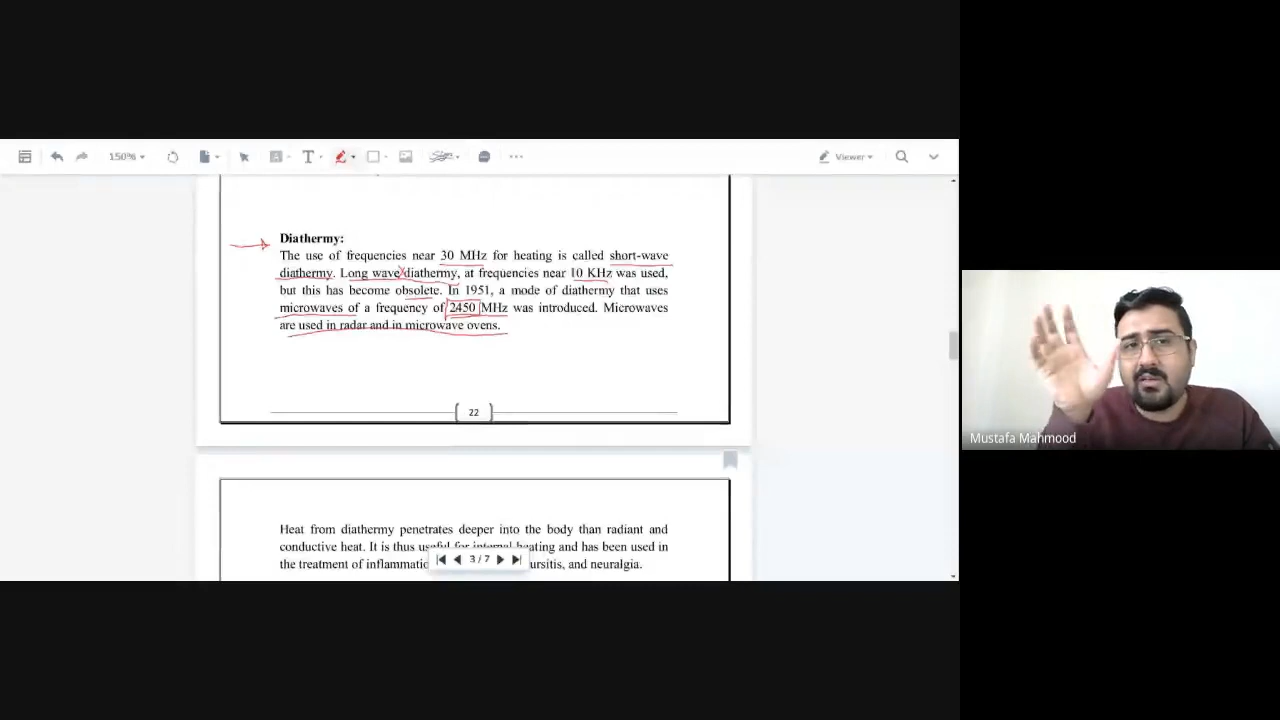 150%
T
Viewer
Diathermy:
The use of frequencies near 30 MHz for heating is called short-wave
diathermy. Long wave diathermy, at frequencies near 10 KHz was used,
but this has become obsolete. In 1951, a mode of diathermy that uses
microwaves of a frequency of 2450 MHz was introduced. Microwaves
are used in radar and in microwave ovens.
22
Heat from diathermy penetrates deeper into the body than radiant and
conductive heat. It is thus useful for internal heating and has been used in
the treatment of inflammatio ursitis, and neuralgia.
3 / 7
Mustafa Mahmood